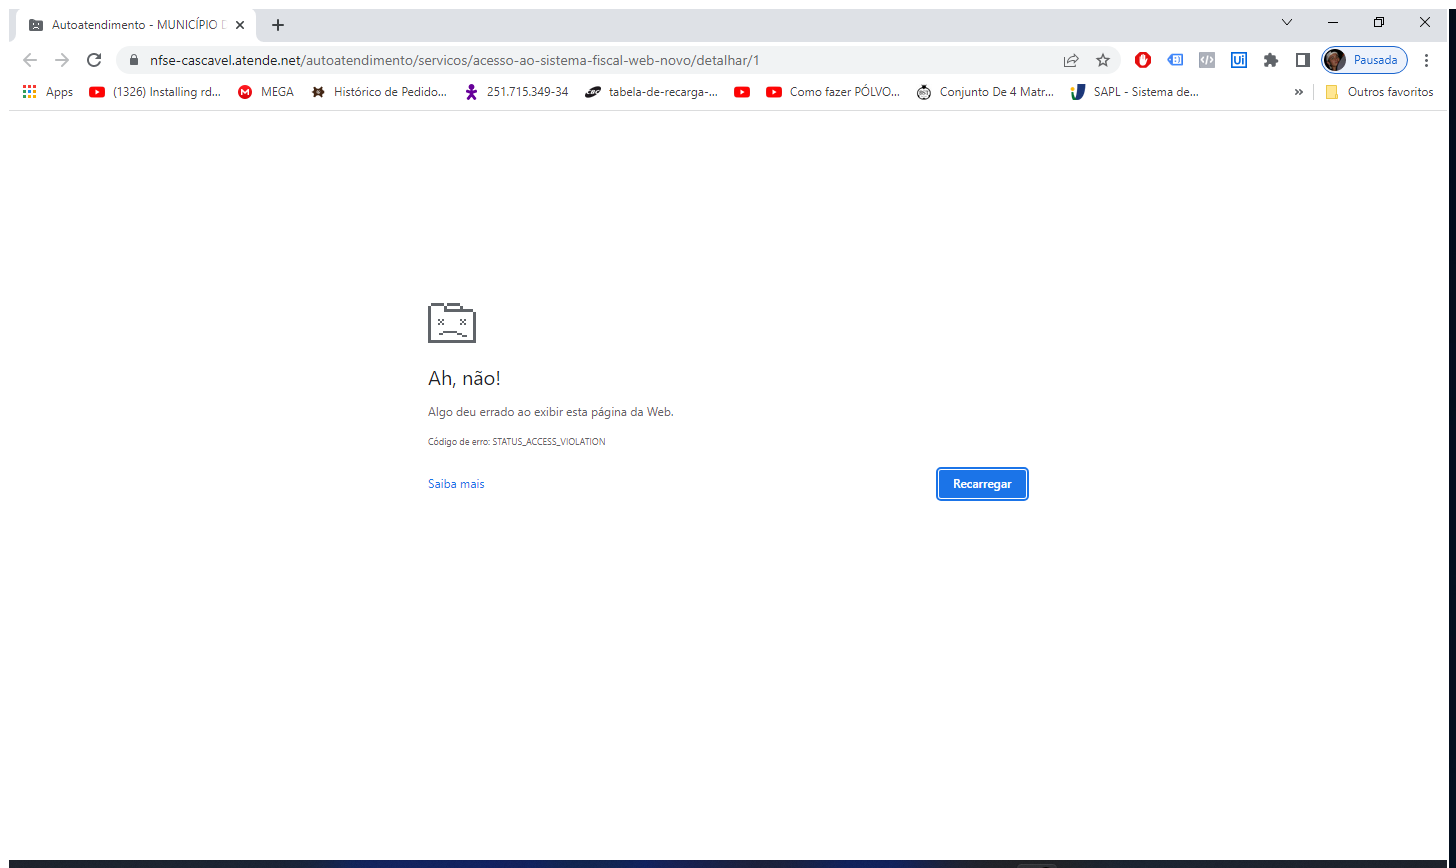 Autoatendimento - MUNICÍPIO D
nfse-cascavel.atende.net/autoatendimento/servicos/acesso-ao-sistema-fiscal-web-novo/detalhar/1
Ui
Pausada
Apps
(1326) Installing rd...
M
MEGA
Histórico de Pedido...
251.715.349-34
CBC
tabela-de-recarga-...
Como fazer PÓLVO...
Conjunto De 4 Matr...
SAPL - Sistema de...
»
Outros favoritos
Ah, não!
Algo deu errado ao exibir esta página da Web.
Código de erro: STATUS_ACCESS_VIOLATION
Saiba mais
Recarregar